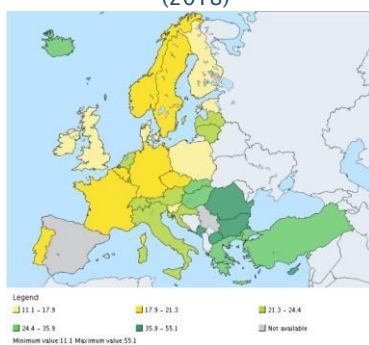 (2018)
Legend
11.1 - 17.9 17.9 - 21.3 21.3 - 24.4
24.4 - 35.9 35.9 - 55.1 Not available
Minimum value:11.1 Maximum value:55.1